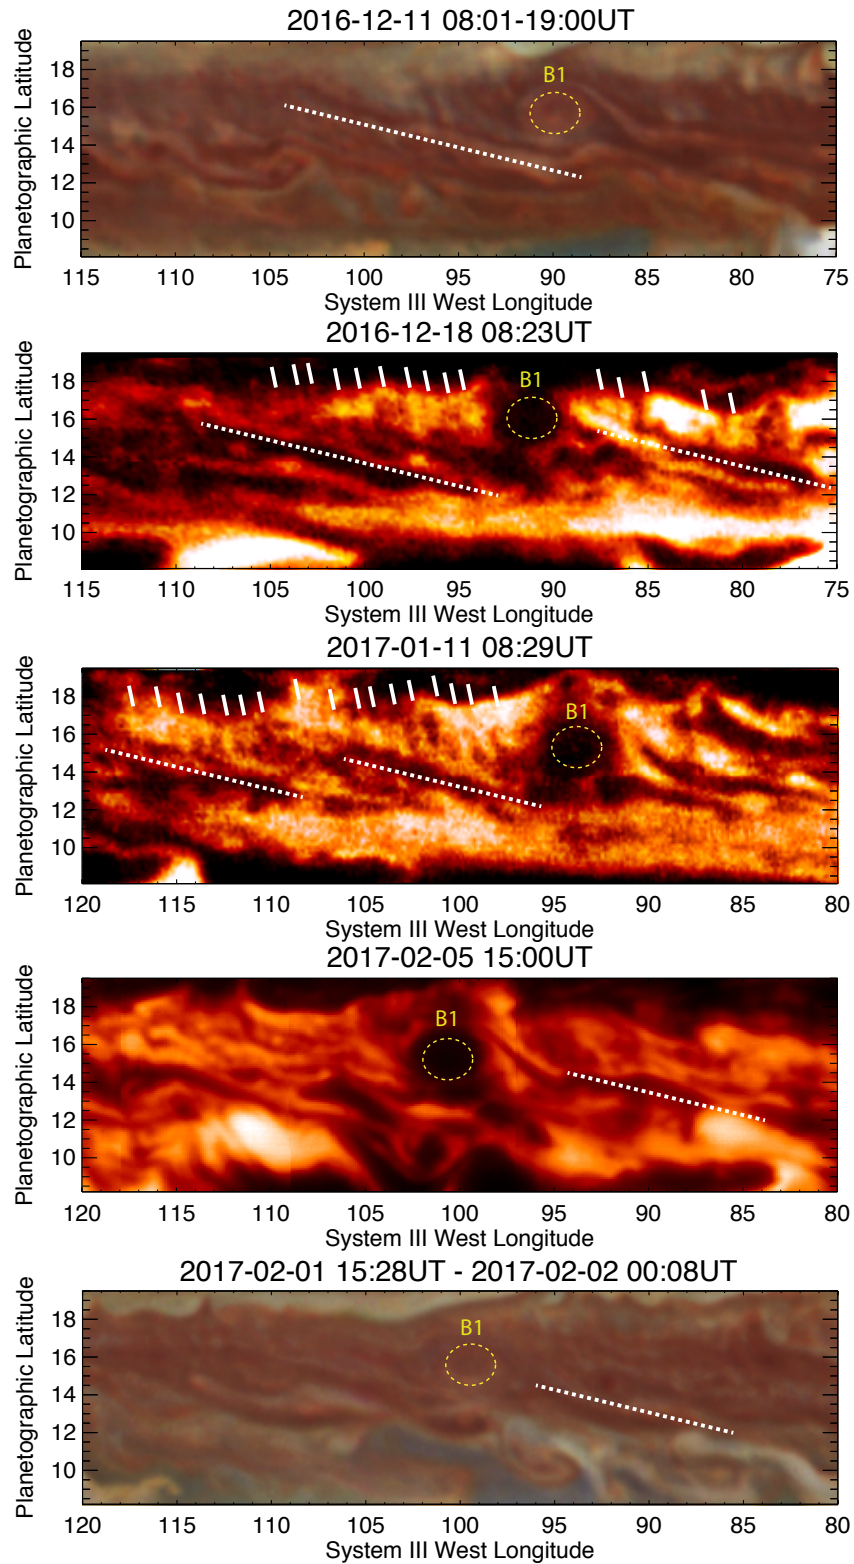 2016-12-11 08:01-19:00UT
Planetographic Latitude
18
16
14
12
10
B1
115 110 105 100 95 90 85 80 75
System III West Longitude
2016-12-18 08:23UT
Planetographic Latitude
18
16
14
12
10
B1
115 110 105 100 95 90 85 80 75
System III West Longitude
2017-01-11 08:29UT
Planetographic Latitude
18
16
14
12
10
B1
120 115 110 105 100 95 90 85 80
System III West Longitude
2017-02-05 15:00UT
Planetographic Latitude
18
16
14
12
10
B1
120 115 110 105 100 95 90 85 80
System III West Longitude
2017-02-01 15:28UT - 2017-02-02 00:08UT
Planetographic Latitude
18
16
14
12
10
B1
120 115 110 105 100 95 90 85 80
System III West Longitude